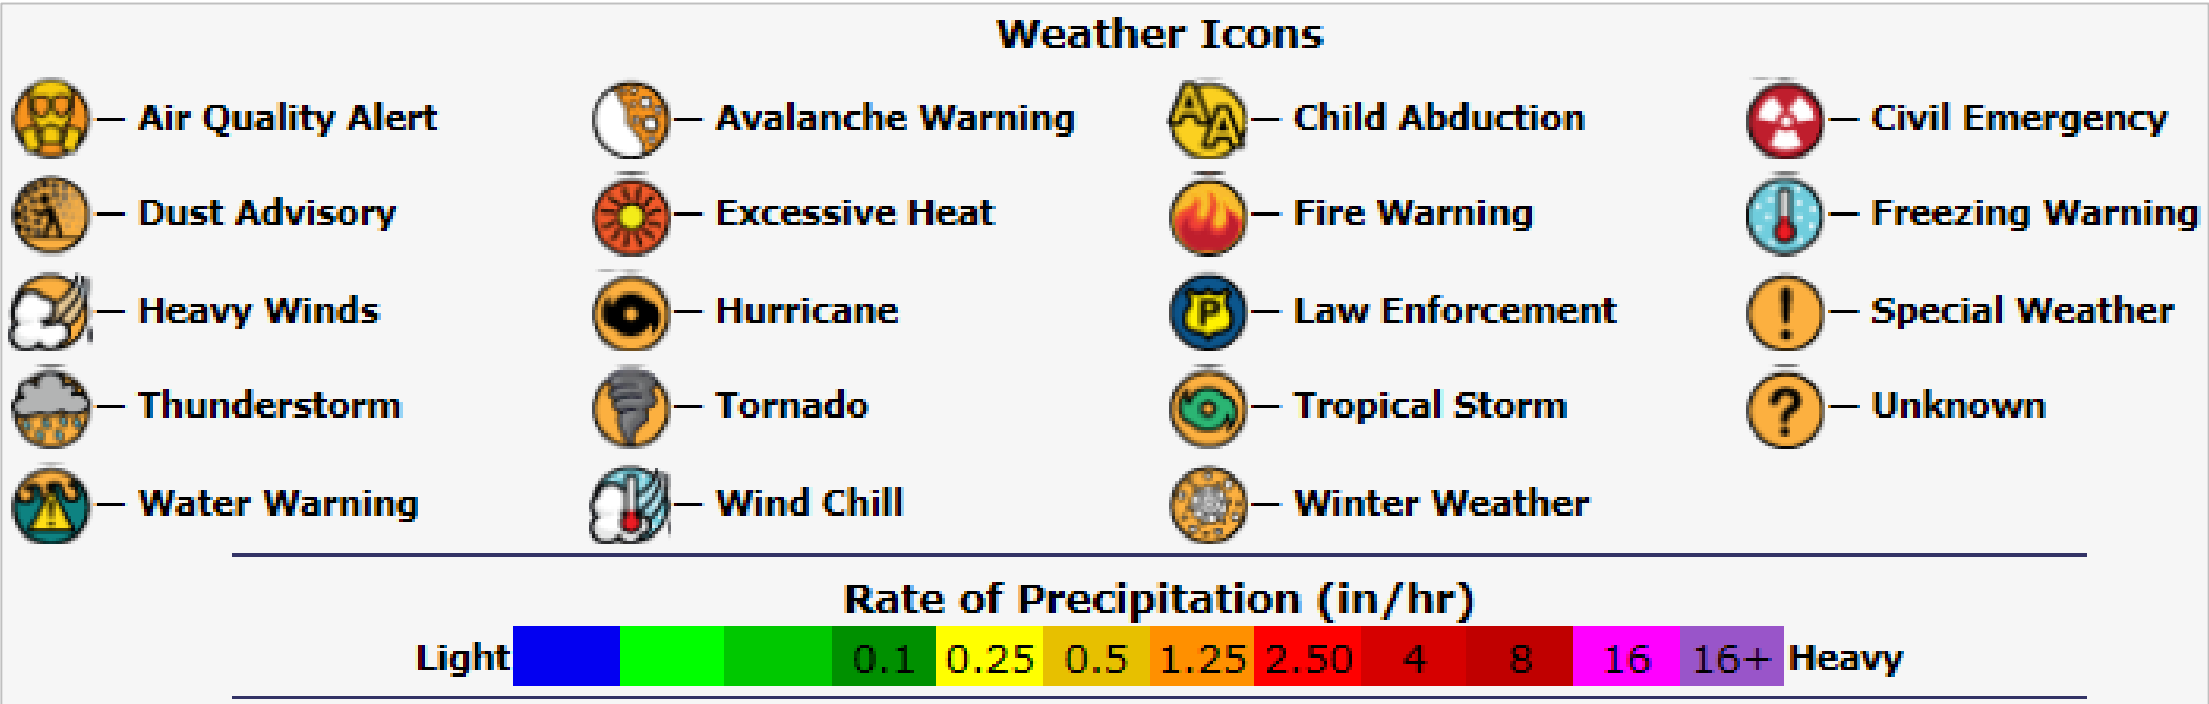 Weather Icons
— Air Quality Alert — Avalanche Warning — Child Abduction — Civil Emergency
— Dust Advisory — Excessive Heat — Fire Warning — Freezing Warning
— Heavy Winds — Hurricane — Law Enforcement — Special Weather
— Thunderstorm — Tornado — Tropical Storm — Unknown
— Water Warning — Wind Chill — Winter Weather
Rate of Precipitation (in/hr)
Light 0.1 0.25 0.5 1.25 2.50 4 8 16 16+ Heavy
A A
P
!
?